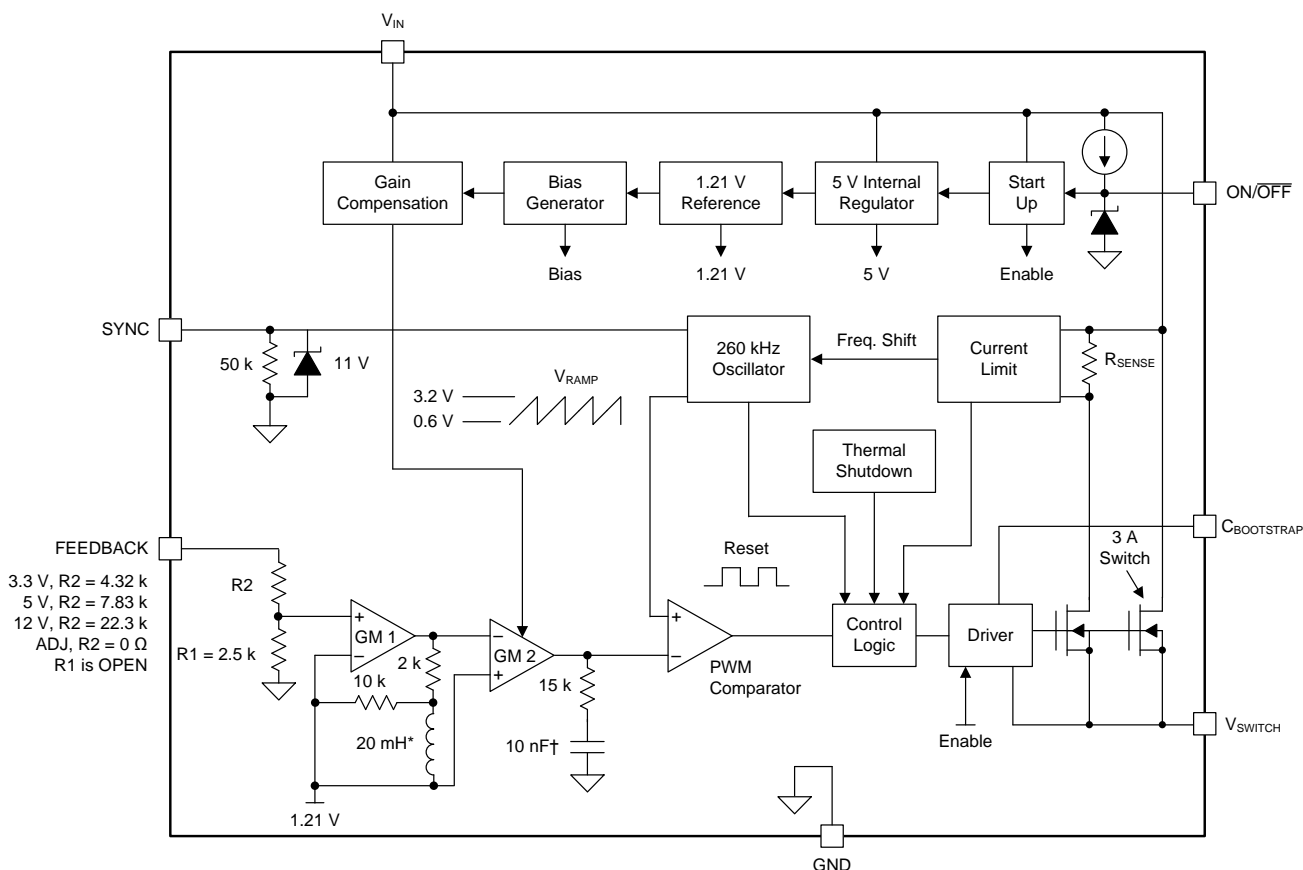 VIN
Gain
Compensation
Bias
Generator
1.21 V
Reference
5 V Internal
Regulator
Start
Up
ON/OFF
Bias
1.21 V
5 V
Enable
SYNC
50 k
11 V
260 kHz
Oscillator
Freq. Shift
Current
Limit
RSENSE
VRAMP
3.2 V
0.6 V
Thermal
Shutdown
CBOOTSTRAP
3 A
Switch
FEEDBACK
3.3 V, R2 = 4.32 k
5 V, R2 = 7.83 k
12 V, R2 = 22.3 k
ADJ, R2 = 0 Ω
R1 is OPEN
R2
R1 = 2.5 k
+
GM 1
−
2 k
10 k
20 mH*
1.21 V
−
GM 2
+
15 k
10 nF†
Reset
+
−
PWM
Comparator
Control
Logic
Driver
Enable
VSWITCH
GND